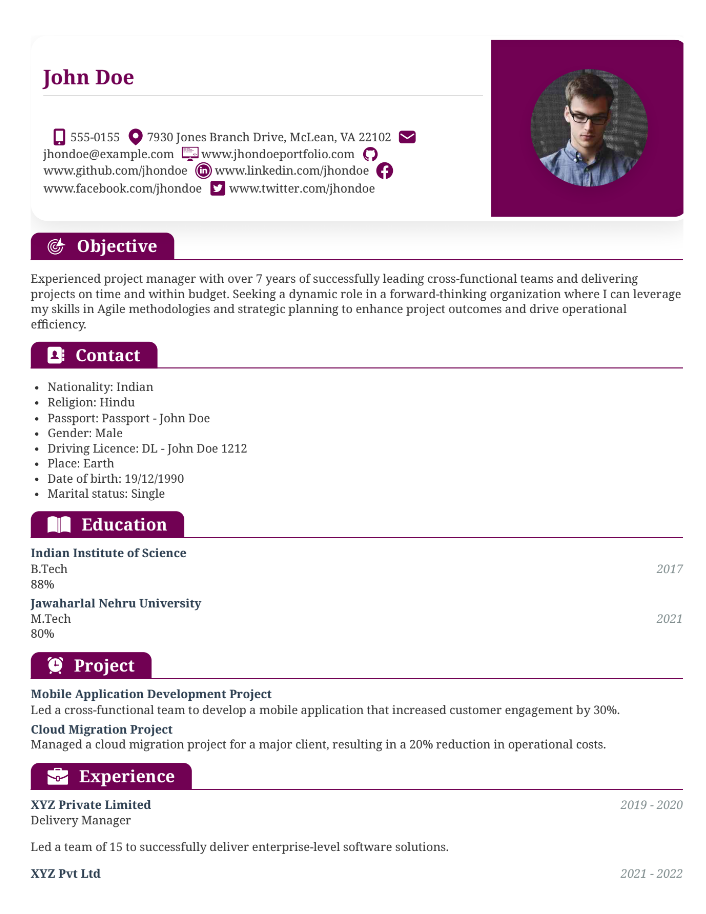 John Doe
555-0155 7930 Jones Branch Drive, McLean, VA 22102
jhondoe@example.com www.jhondoeportfolio.com
www.github.com/jhondoe www.linkedin.com/jhondoe
www.facebook.com/jhondoe www.twitter.com/jhondoe
Objective
Experienced project manager with over 7 years of successfully leading cross-functional teams and delivering
projects on time and within budget. Seeking a dynamic role in a forward-thinking organization where I can leverage
my skills in Agile methodologies and strategic planning to enhance project outcomes and drive operational
efficiency.
Contact
• Nationality: Indian
• Religion: Hindu
• Passport: Passport - John Doe
• Gender: Male
• Driving Licence: DL - John Doe 1212
• Place: Earth
• Date of birth: 19/12/1990
• Marital status: Single
Education
Indian Institute of Science
B.Tech 2017
88%
Jawaharlal Nehru University
M.Tech 2021
80%
Project
Mobile Application Development Project
Led a cross-functional team to develop a mobile application that increased customer engagement by 30%.
Cloud Migration Project
Managed a cloud migration project for a major client, resulting in a 20% reduction in operational costs.
Experience
XYZ Private Limited 2019 - 2020
Delivery Manager
Led a team of 15 to successfully deliver enterprise-level software solutions.
XYZ Pvt Ltd 2021 - 2022